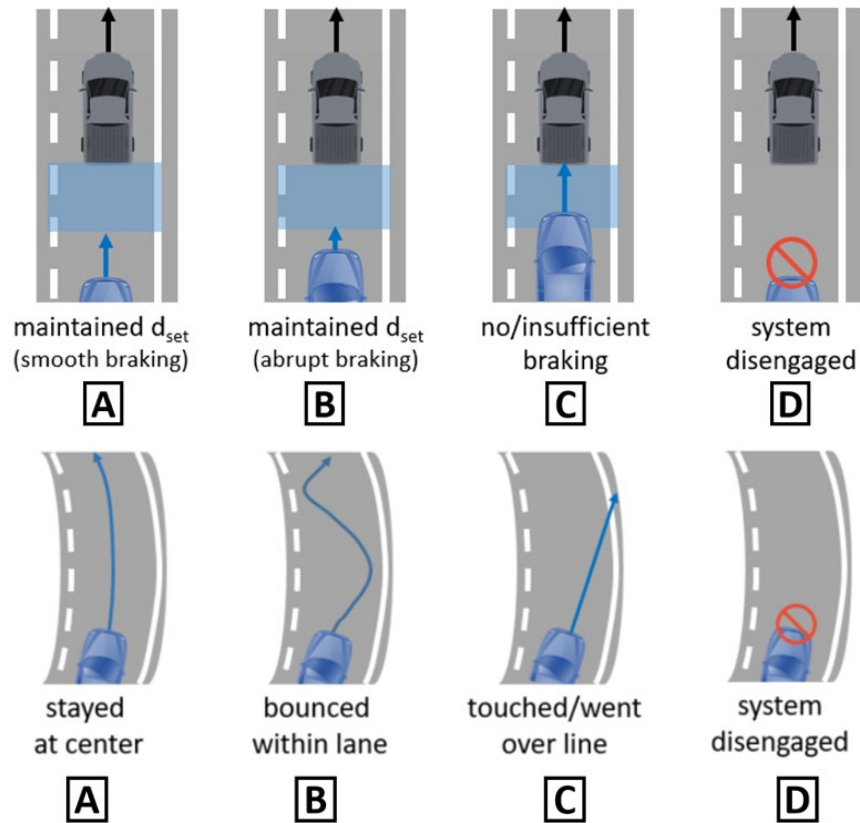 maintained dset maintained dset no/insufficient system
(smooth braking) (abrupt braking) braking disengaged
A B C D
stayed bounced touched/went system
at center within lane over line disengaged
A B C D